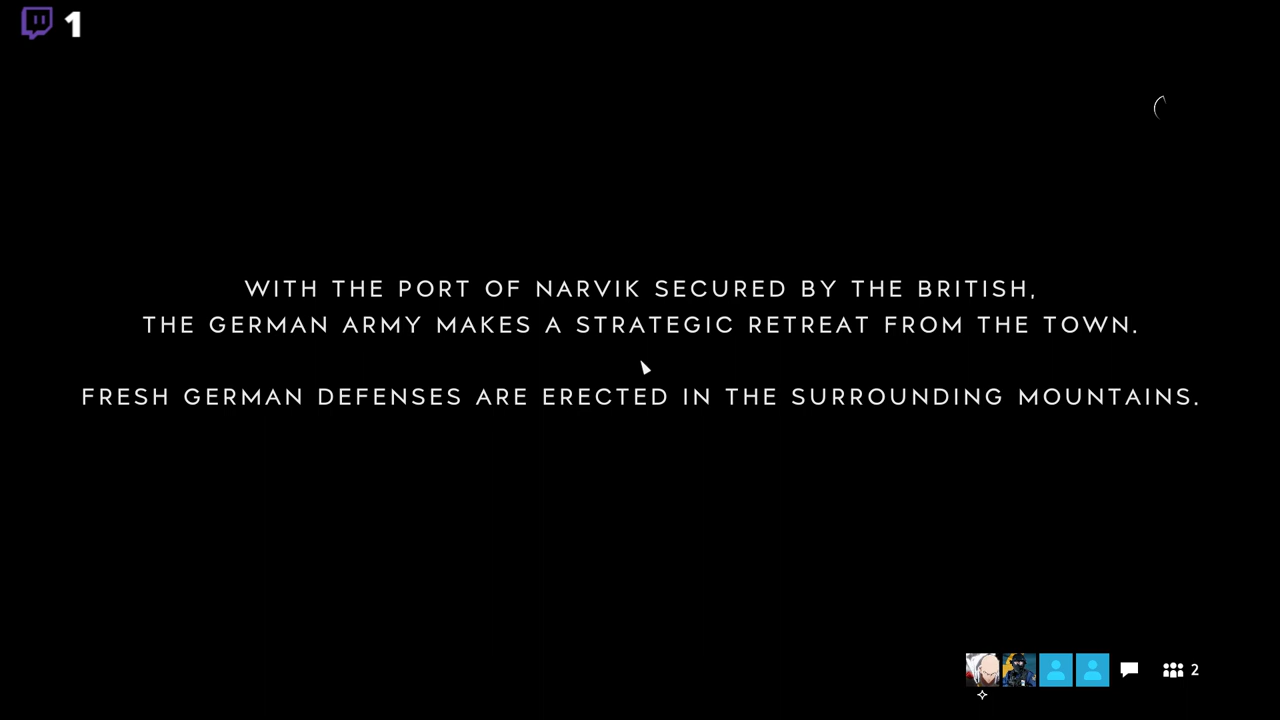 1
WITH THE PORT OF NARVIK SECURED BY THE BRITISH,
THE GERMAN ARMY MAKES A STRATEGIC RETREAT FROM THE TOWN.
FRESH GERMAN DEFENSES ARE ERECTED IN THE SURROUNDING MOUNTAINS.
2